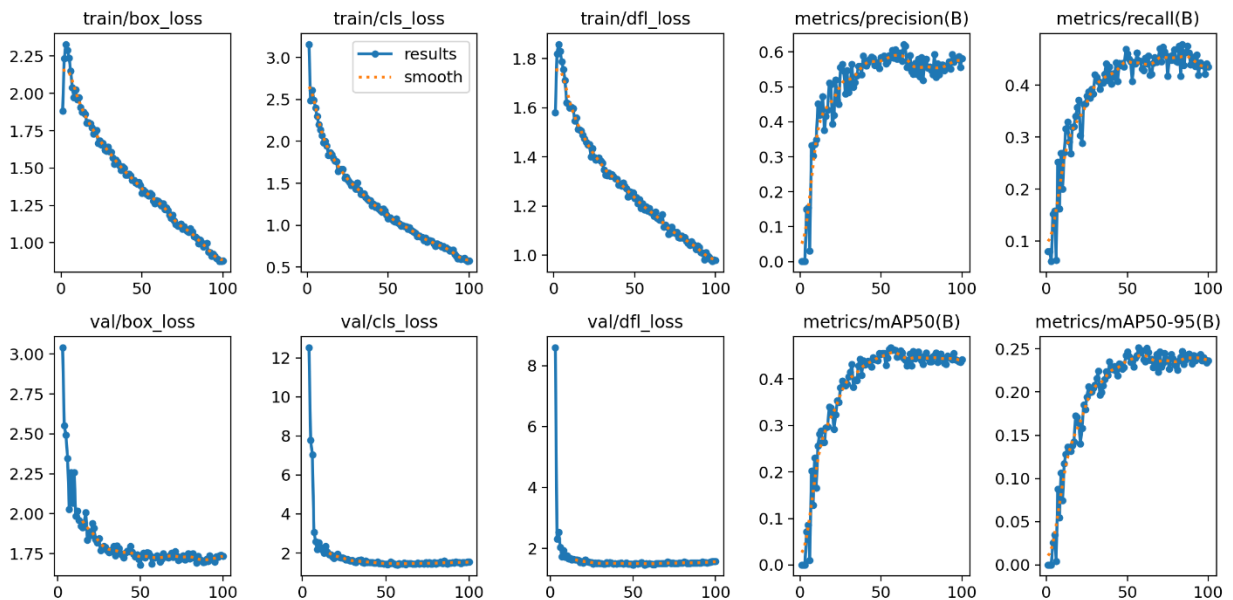 train/box_loss
train/cls_loss
train/dfl_loss
metrics/precision(B)
metrics/recall(B)
2.25
2.00
1.75
1.50
1.25
1.00
0 50 100
3.0
2.5
2.0
1.5
1.0
0.5
results
smooth
0 50 100
1.8
1.6
1.4
1.2
1.0
0 50 100
0.6
0.5
0.4
0.3
0.2
0.1
0.0
0 50 100
0.4
0.3
0.2
0.1
0 50 100
val/box_loss
val/cls_loss
val/dfl_loss
metrics/mAP50(B)
metrics/mAP50-95(B)
3.00
2.75
2.50
2.25
2.00
1.75
0 50 100
12
10
8
6
4
2
0 50 100
8
6
4
2
0 50 100
0.4
0.3
0.2
0.1
0.0
0 50 100
0.25
0.20
0.15
0.10
0.05
0.00
0 50 100